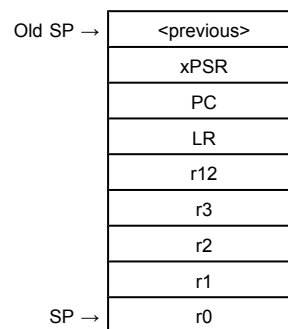 Old SP → <previous>
xPSR
PC
LR
r12
r3
r2
r1
SP → r0